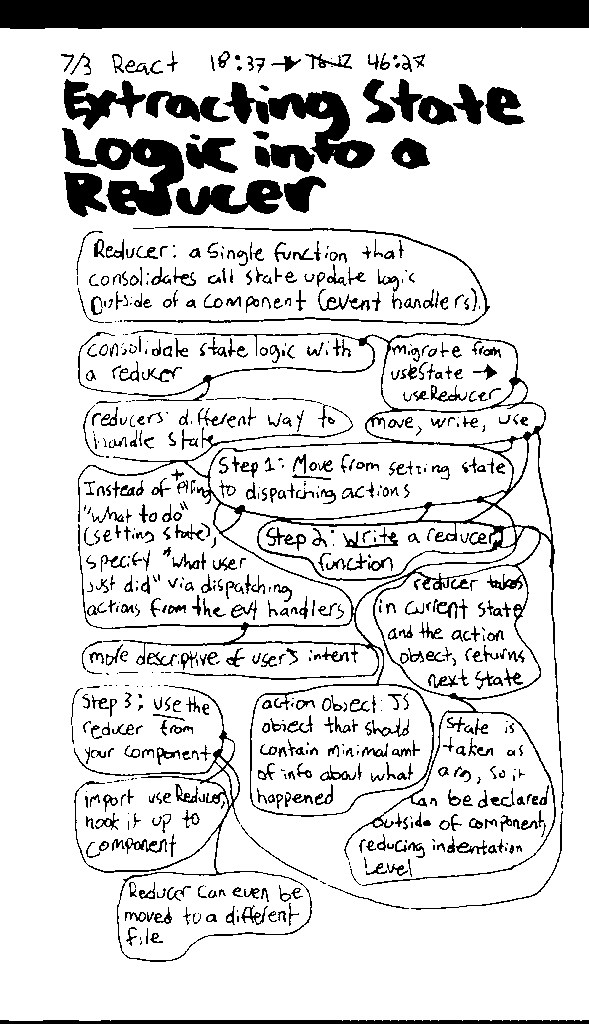 7/3 React 18:37 → 46:27
Extracting State
Logic into a
Reducer
Reducer: a single function that
consolidates all state update logic
outside of a component (event handlers).
consolidate state logic with
a reducer
migrate from
useState →
useReducer
reducers: different way to
handle state
move, write, use
Step 1: Move from setting state
to dispatching actions
Instead of telling
"what to do"
(setting state),
specify "what user
just did" via dispatching
actions from the evt handlers
Step 2: Write a reducer
function
reducer takes
in current state
and the action
object, returns
next state
more descriptive of user's intent
Step 3: Use the
reducer from
your component
action object: JS
object that should
contain minimal amt
of info about what
happened
State is
taken as
arg, so it
can be declared
outside of component,
reducing indentation
level
import useReducer,
hook it up to
component
Reducer can even be
moved to a different
file